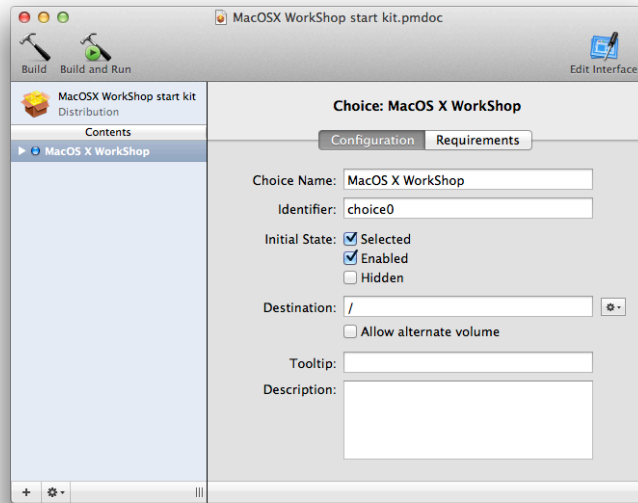 MacOSX WorkShop start kit.pmdoc
Build Build and Run Edit Interface
MacOSX WorkShop start kit
Distribution
Contents
MacOS X WorkShop
Choice: MacOS X WorkShop
Configuration Requirements
Choice Name: MacOS X WorkShop
Identifier: choice0
Initial State: Selected
Enabled
Hidden
Destination: /
Allow alternate volume
Tooltip:
Description: